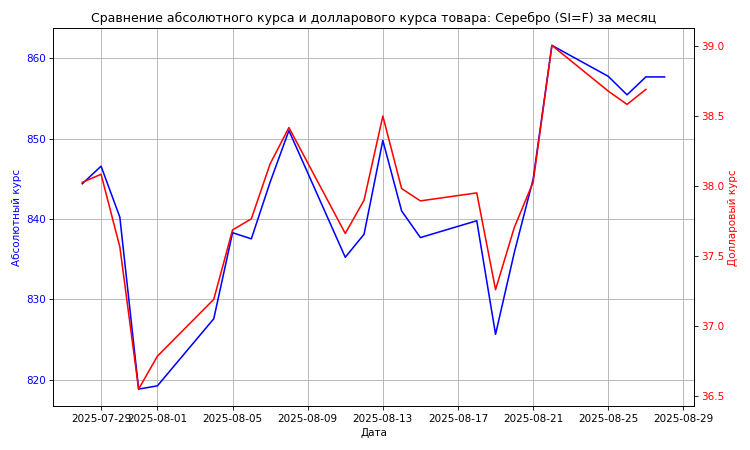 Сравнение абсолютного курса и долларового курса товара: Серебро (SI=F) за месяц
Абсолютный курс
860
850
840
830
820
39.0
38.5
38.0
37.5
37.0
36.5
Долларовый курс
2025-07-29 2025-08-01 2025-08-05 2025-08-09 2025-08-13 2025-08-17 2025-08-21 2025-08-25 2025-08-29
Дата